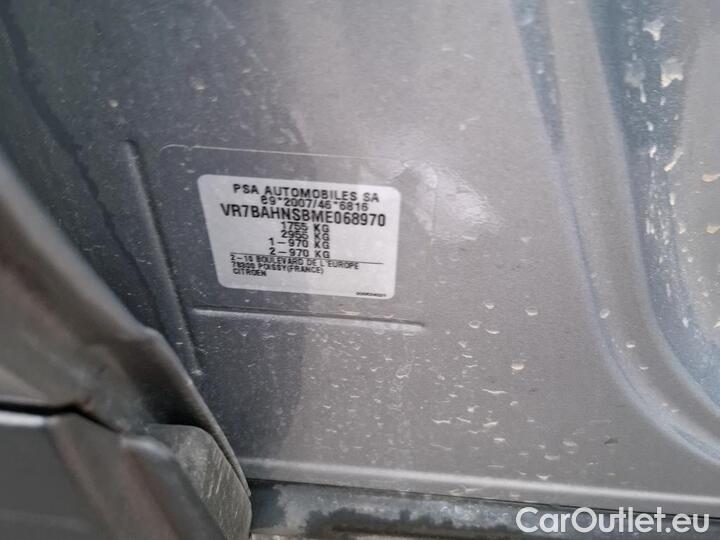 PSA AUTOMOBILES SA
e9*2007/46*6816
VR7BAHNSBME068970
1755 KG
2955 KG
1-970 KG
2-970 KG
2-10 BOULEVARD DE L'EUROPE
78300 POISSY(FRANCE)
CITROEN
CarOutlet.eu